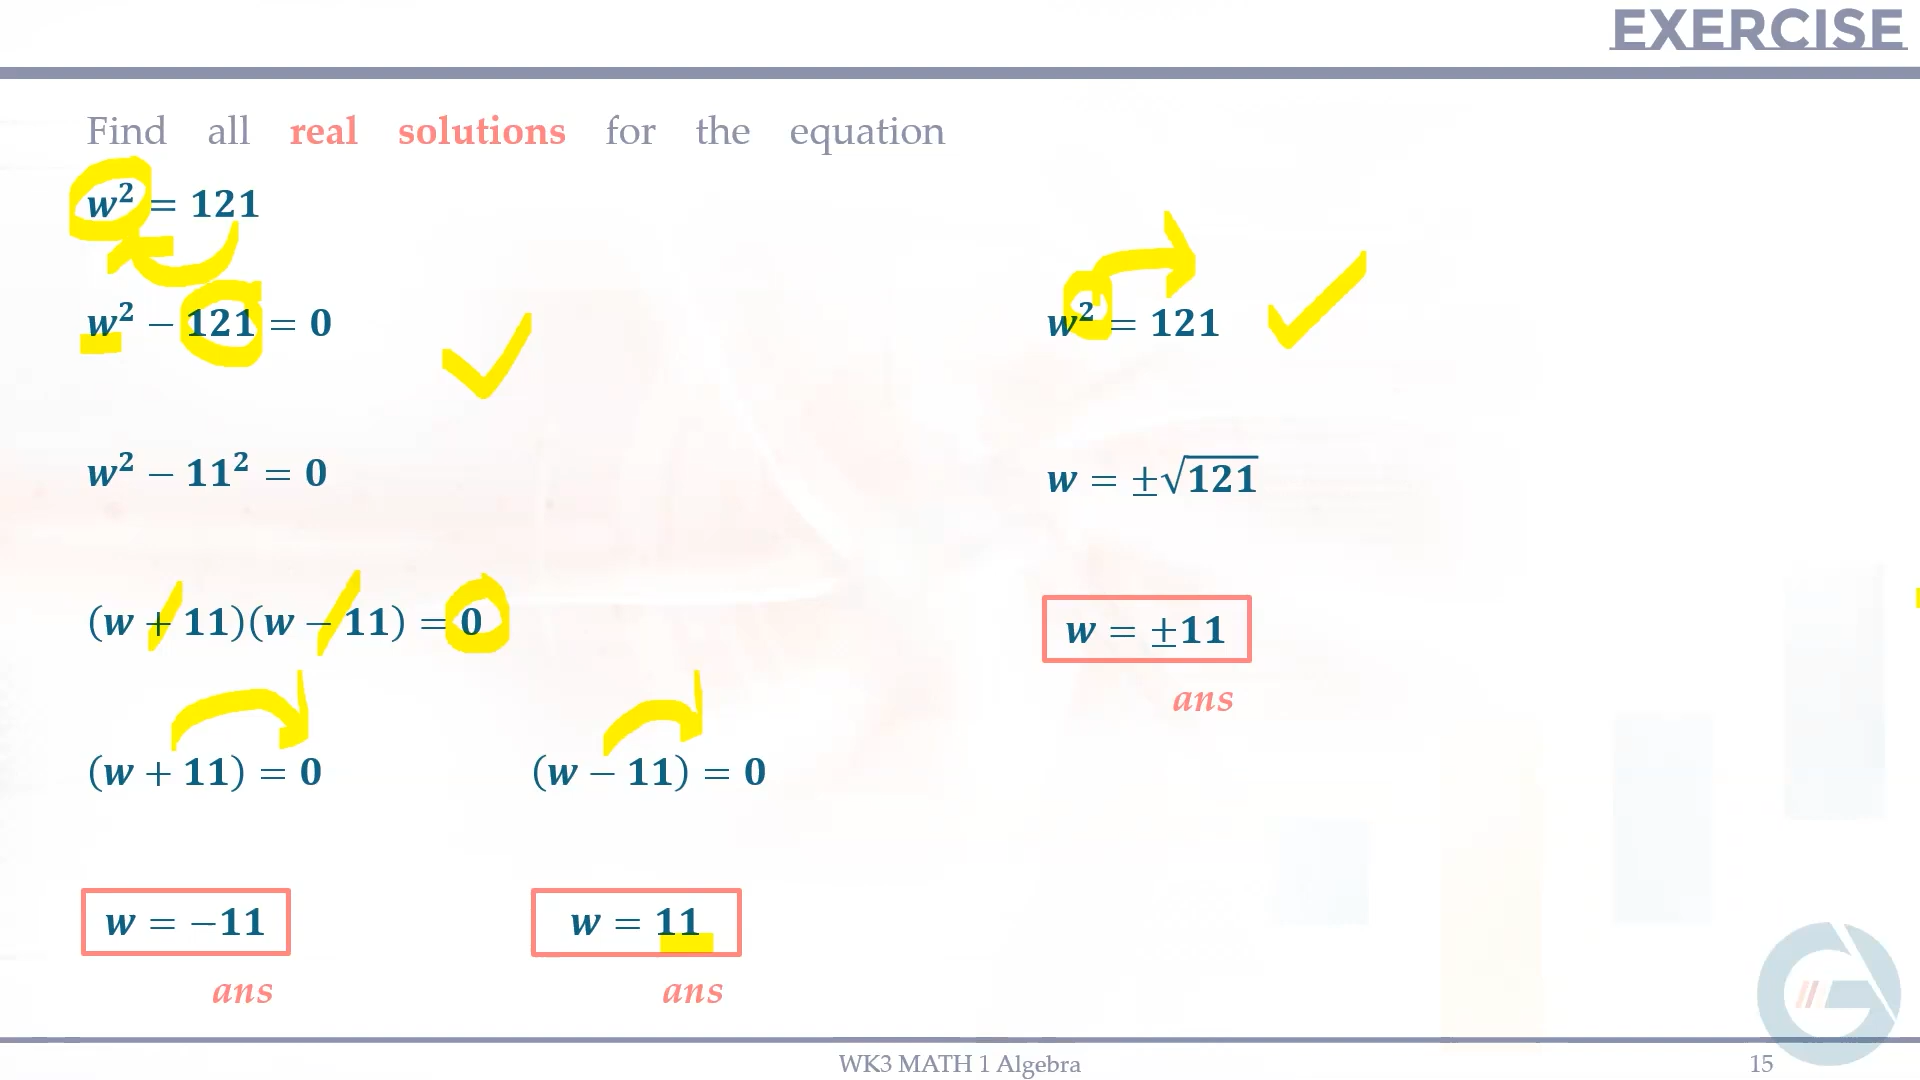 EXERCISE
Find all real solutions for the equation
w² = 121
w² − 121 = 0
w² − 11² = 0
(w + 11)(w − 11) = 0
(w + 11) = 0
(w − 11) = 0
w = −11
ans
w = 11
ans
w² = 121
w = ±√121
w = ±11
ans
WK3 MATH 1 Algebra
15